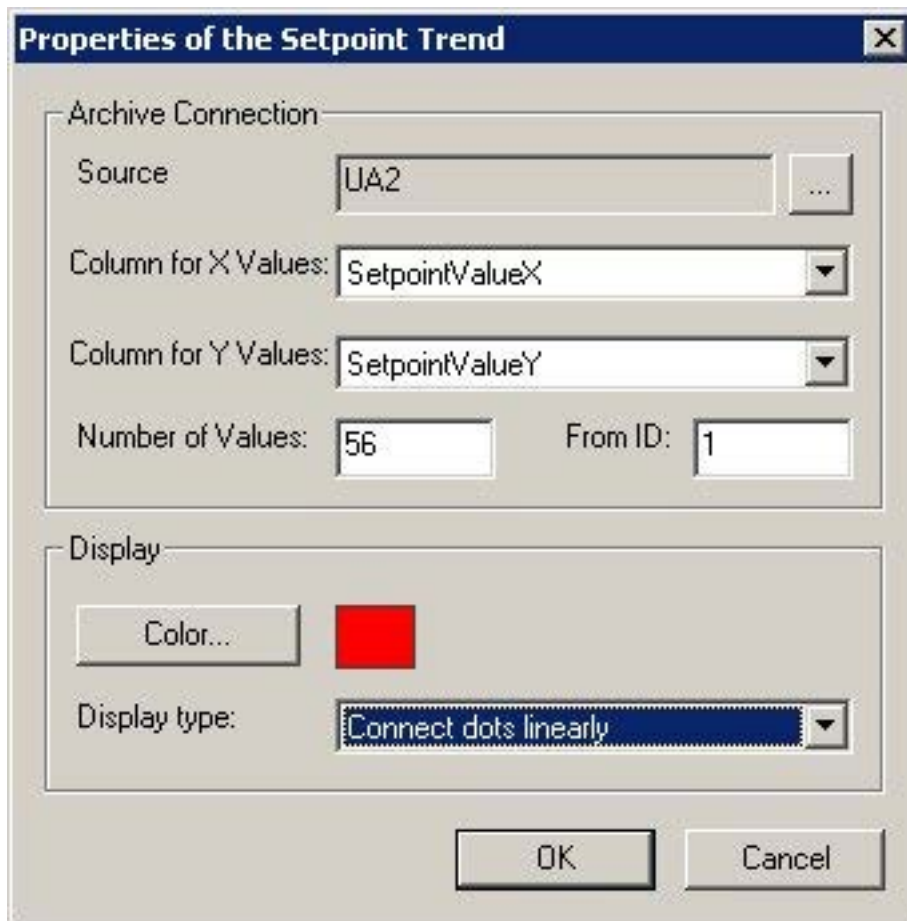 Properties of the Setpoint Trend
Archive Connection
Source UA2 ...
Column for X Values: SetpointValueX
Column for Y Values: SetpointValueY
Number of Values: 56 From ID: 1
Display
Color...
Display type: Connect dots linearly
OK Cancel